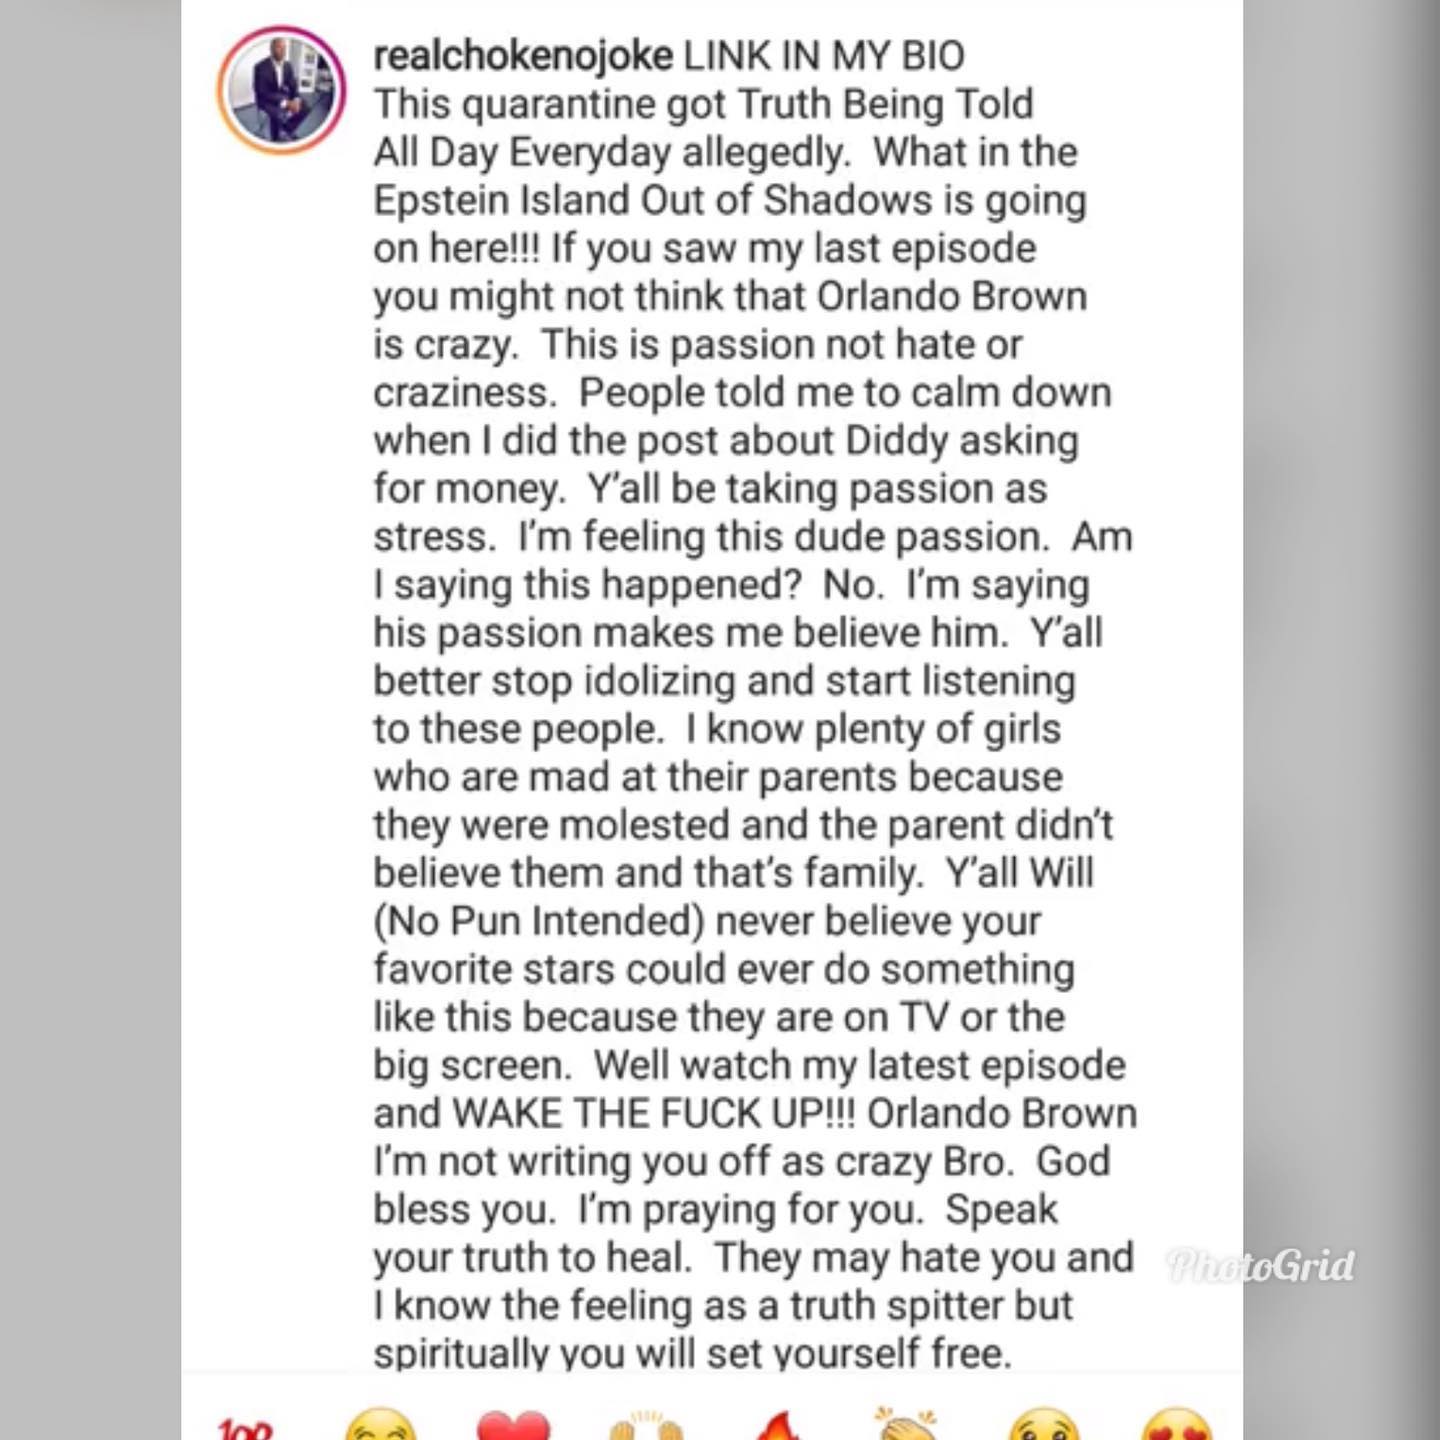 realchokenojoke LINK IN MY BIO
This quarantine got Truth Being Told
All Day Everyday allegedly.  What in the
Epstein Island Out of Shadows is going
on here!!! If you saw my last episode
you might not think that Orlando Brown
is crazy.  This is passion not hate or
craziness.  People told me to calm down
when I did the post about Diddy asking
for money.  Y’all be taking passion as
stress.  I’m feeling this dude passion.  Am
I saying this happened?  No.  I’m saying
his passion makes me believe him.  Y’all
better stop idolizing and start listening
to these people.  I know plenty of girls
who are mad at their parents because
they were molested and the parent didn’t
believe them and that’s family.  Y’all Will
(No Pun Intended) never believe your
favorite stars could ever do something
like this because they are on TV or the
big screen.  Well watch my latest episode
and WAKE THE FUCK UP!!! Orlando Brown
I’m not writing you off as crazy Bro.  God
bless you.  I’m praying for you.  Speak
your truth to heal.  They may hate you and
I know the feeling as a truth spitter but
spiritually you will set yourself free.
PhotoGrid
100